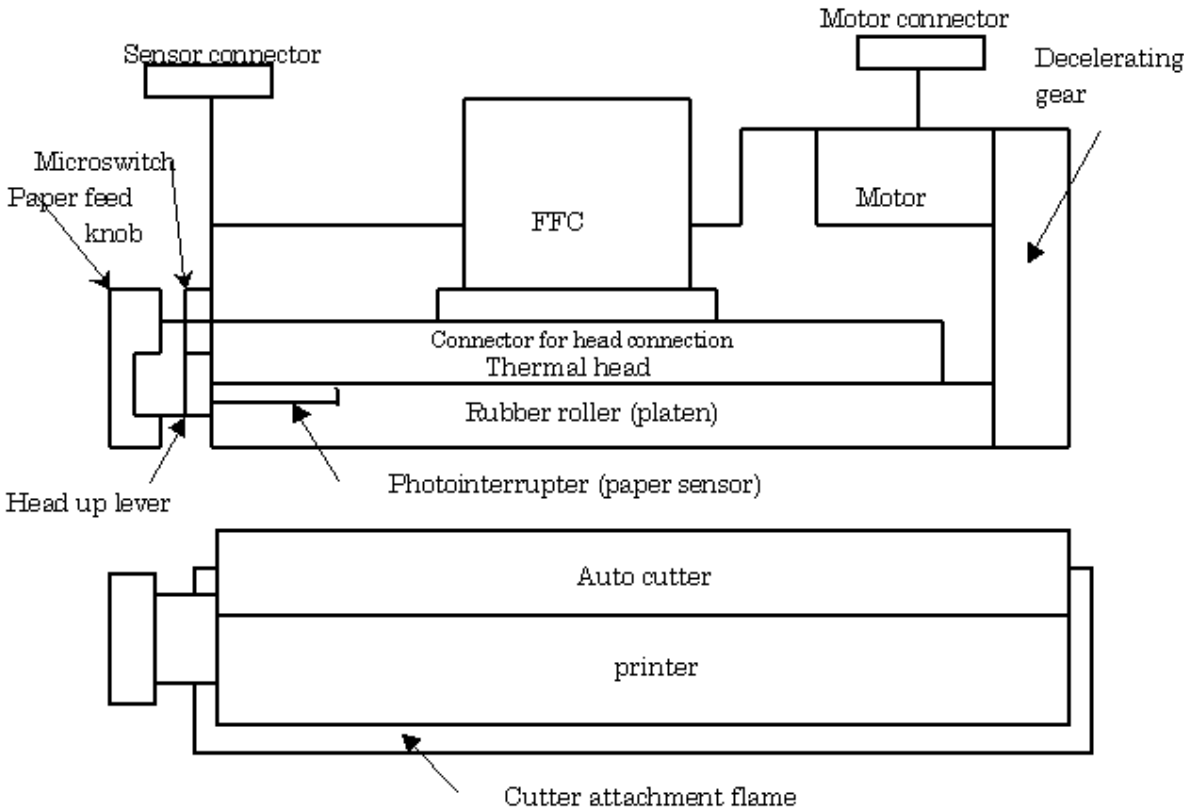 Motor connector
Sensor connector
Decelerating
gear
Microswitch
Paper feed
knob
FFC
Motor
Connector for head connection
Thermal head
Rubber roller (platen)
Photointerrupter (paper sensor)
Head up lever
Auto cutter
printer
Cutter attachment flame